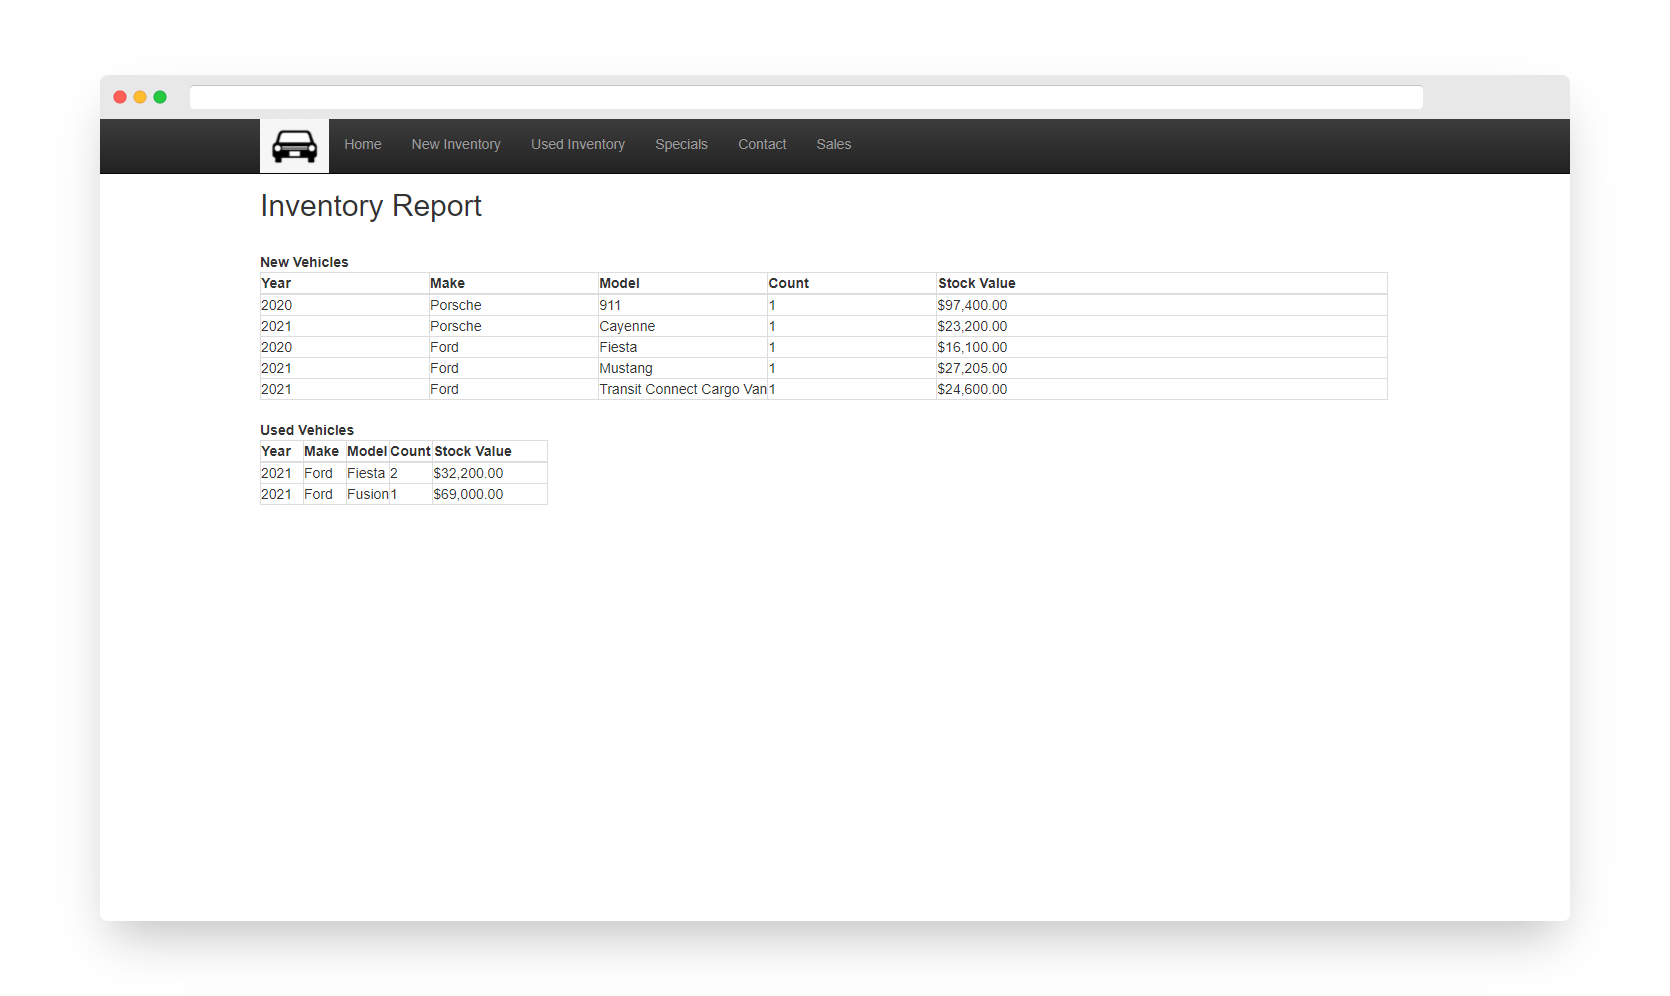 Home New Inventory Used Inventory Specials Contact Sales
Inventory Report
New Vehicles
Year Make Model Count Stock Value
2020 Porsche 911 1 $97,400.00
2021 Porsche Cayenne 1 $23,200.00
2020 Ford Fiesta 1 $16,100.00
2021 Ford Mustang 1 $27,205.00
2021 Ford Transit Connect Cargo Van 1 $24,600.00
Used Vehicles
Year Make Model Count Stock Value
2021 Ford Fiesta 2 $32,200.00
2021 Ford Fusion 1 $69,000.00